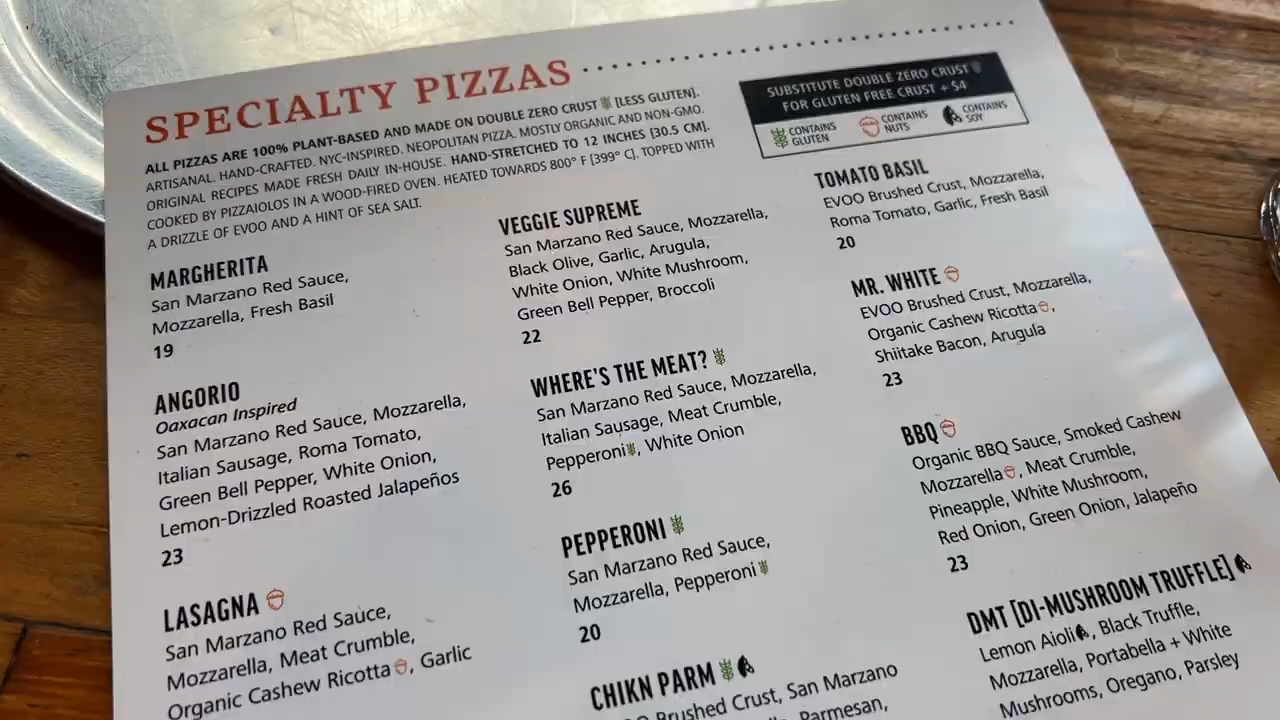 SPECIALTY PIZZAS
ALL PIZZAS ARE 100% PLANT-BASED AND MADE ON DOUBLE ZERO CRUST [LESS GLUTEN].
ARTISANAL. HAND-CRAFTED. NYC-INSPIRED. NEOPOLITAN PIZZA. MOSTLY ORGANIC AND NON-GMO.
ORIGINAL RECIPES MADE FRESH DAILY IN-HOUSE. HAND-STRETCHED TO 12 INCHES [30.5 CM].
COOKED BY PIZZAIOLOS IN A WOOD-FIRED OVEN. HEATED TOWARDS 800° F [399° C]. TOPPED WITH
A DRIZZLE OF EVOO AND A HINT OF SEA SALT.
SUBSTITUTE DOUBLE ZERO CRUST
FOR GLUTEN FREE CRUST + $4
CONTAINS GLUTEN
CONTAINS NUTS
CONTAINS SOY
MARGHERITA
San Marzano Red Sauce,
Mozzarella, Fresh Basil
19
ANGORIO
Oaxacan Inspired
San Marzano Red Sauce, Mozzarella,
Italian Sausage, Roma Tomato,
Green Bell Pepper, White Onion,
Lemon-Drizzled Roasted Jalapeños
23
LASAGNA
San Marzano Red Sauce,
Mozzarella, Meat Crumble,
Organic Cashew Ricotta, Garlic
VEGGIE SUPREME
San Marzano Red Sauce, Mozzarella,
Black Olive, Garlic, Arugula,
White Onion, White Mushroom,
Green Bell Pepper, Broccoli
22
WHERE'S THE MEAT?
San Marzano Red Sauce, Mozzarella,
Italian Sausage, Meat Crumble,
Pepperoni, White Onion
26
PEPPERONI
San Marzano Red Sauce,
Mozzarella, Pepperoni
20
CHIKN PARM
Brushed Crust, San Marzano
Parmesan,
TOMATO BASIL
EVOO Brushed Crust, Mozzarella,
Roma Tomato, Garlic, Fresh Basil
20
MR. WHITE
EVOO Brushed Crust, Mozzarella,
Organic Cashew Ricotta,
Shiitake Bacon, Arugula
23
BBQ
Organic BBQ Sauce, Smoked Cashew
Mozzarella, Meat Crumble,
Pineapple, White Mushroom,
Red Onion, Green Onion, Jalapeño
23
DMT [DI-MUSHROOM TRUFFLE]
Lemon Aioli, Black Truffle,
Mozzarella, Portabella + White
Mushrooms, Oregano, Parsley